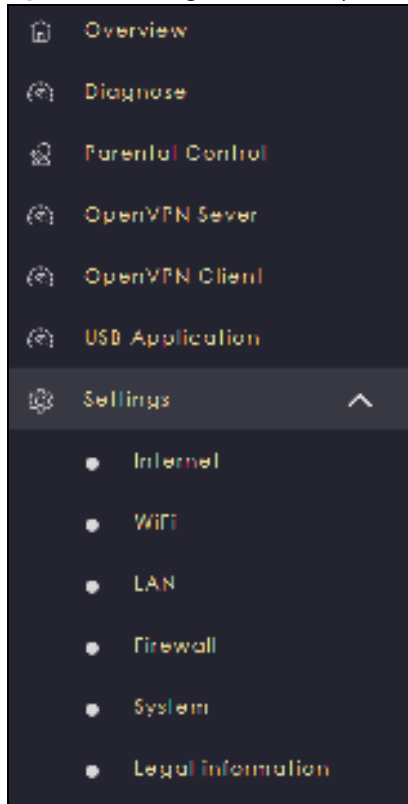 Overview
Diagnose
Parental Control
OpenVPN Sever
OpenVPN Client
USB Application
Settings
Internet
WiFi
LAN
Firewall
System
Legal information